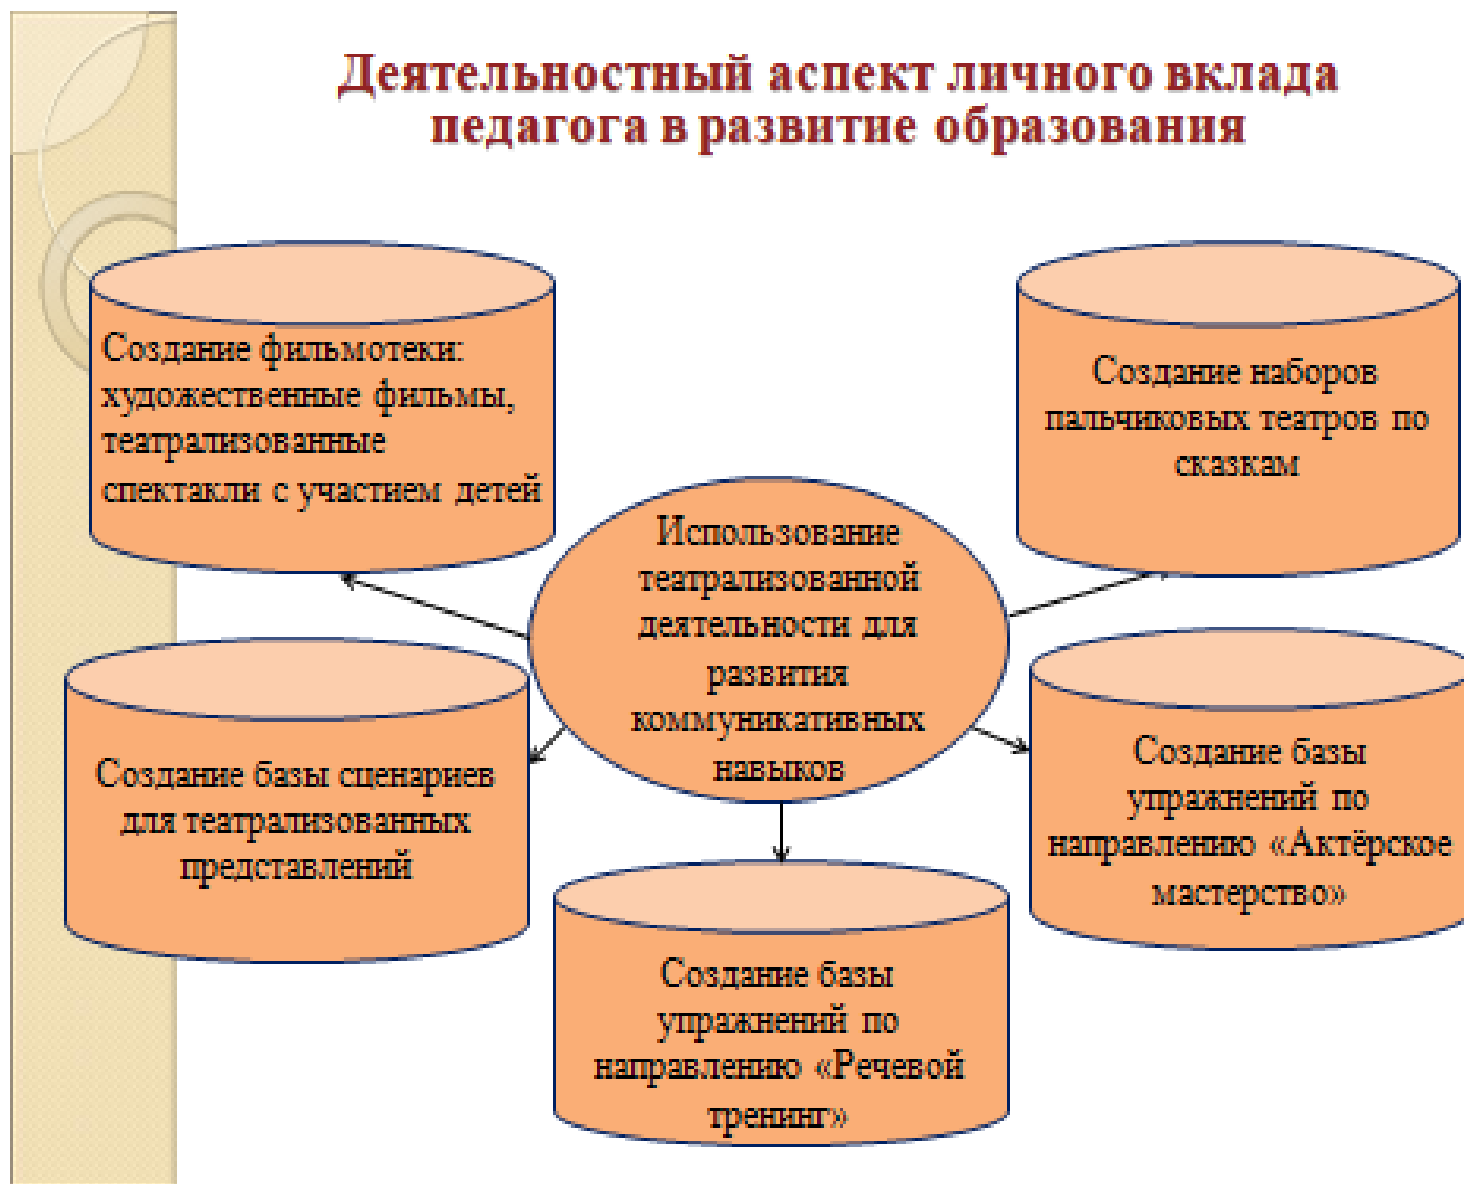 Деятельностный аспект личного вклада
педагога в развитие образования
Создание фильмотеки:
художественные фильмы,
театрализованные
спектакли с участием детей
Создание наборов
пальчиковых театров по
сказкам
Использование
театрализованной
деятельности для
развития
коммуникативных
навыков
Создание базы сценариев
для театрализованных
представлений
Создание базы
упражнений по
направлению «Актёрское
мастерство»
Создание базы
упражнений по
направлению «Речевой
тренинг»